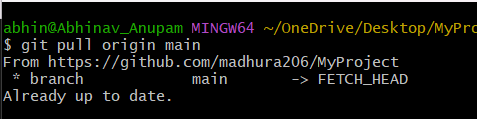 abhin@Abhinav_Anupam MINGW64 ~/OneDrive/Desktop/MyPro
$ git pull origin main
From https://github.com/madhura206/MyProject
 * branch            main       -> FETCH_HEAD
Already up to date.